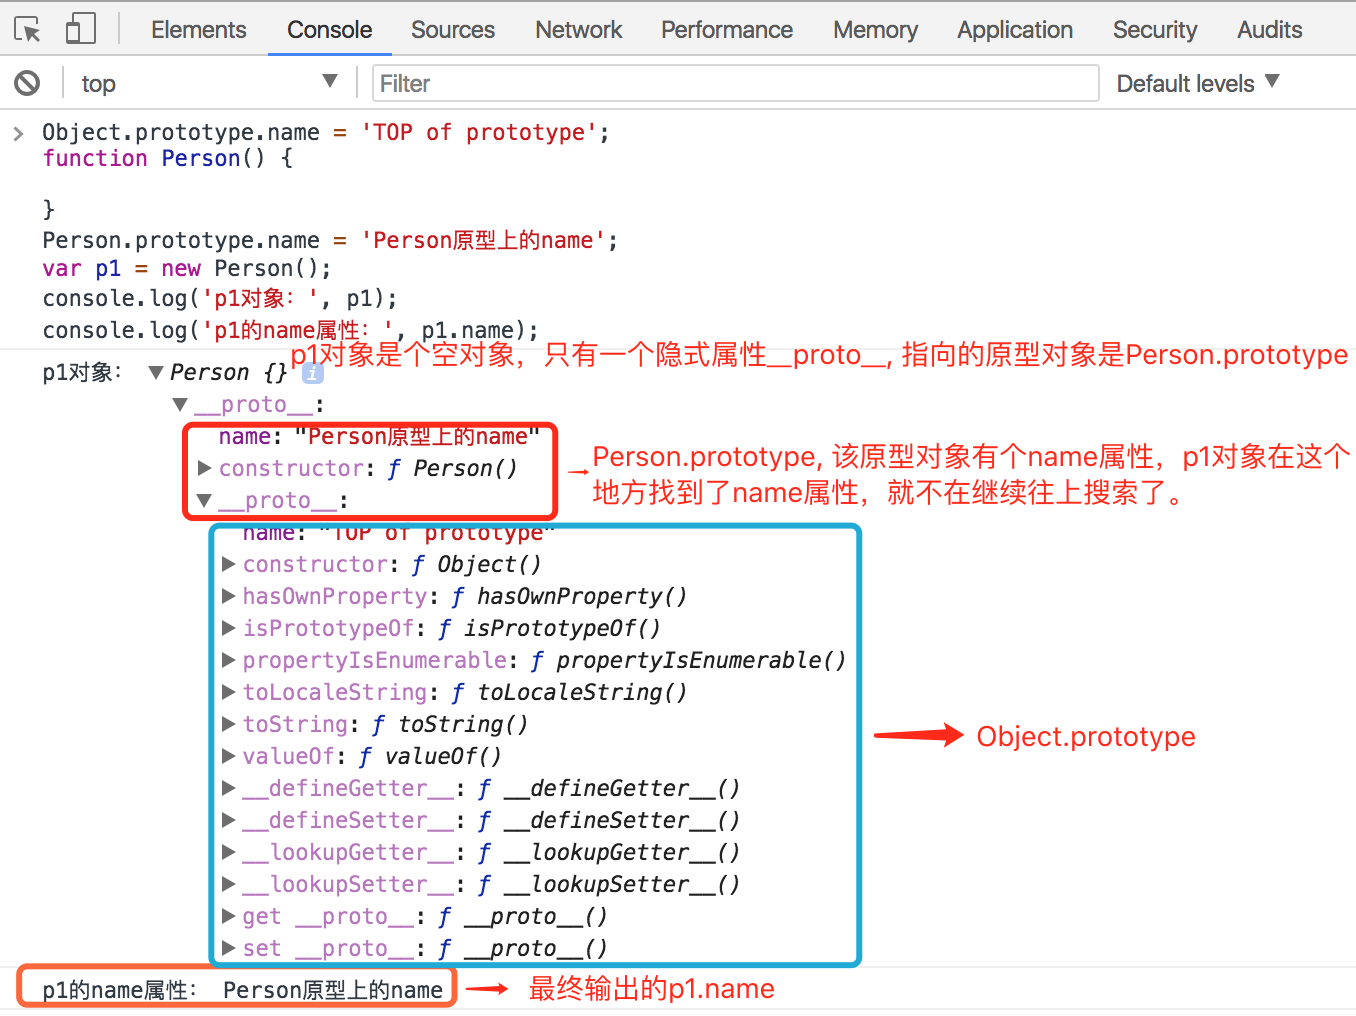 Elements Console Sources Network Performance Memory Application Security Audits
top Filter Default levels
Object.prototype.name = 'TOP of prototype';
function Person() {
}
Person.prototype.name = 'Person原型上的name';
var p1 = new Person();
console.log('p1对象：', p1);
console.log('p1的name属性：', p1.name);
p1对象是个空对象，只有一个隐式属性__proto__, 指向的原型对象是Person.prototype
p1对象： ▼Person {} i
▼__proto__:
name: "Person原型上的name"
▶constructor: ƒ Person()
▼__proto__:
Person.prototype, 该原型对象有个name属性，p1对象在这个
地方找到了name属性，就不在继续往上搜索了。
name: "TOP of prototype"
▶constructor: ƒ Object()
▶hasOwnProperty: ƒ hasOwnProperty()
▶isPrototypeOf: ƒ isPrototypeOf()
▶propertyIsEnumerable: ƒ propertyIsEnumerable()
▶toLocaleString: ƒ toLocaleString()
▶toString: ƒ toString()
▶valueOf: ƒ valueOf()
▶__defineGetter__: ƒ __defineGetter__()
▶__defineSetter__: ƒ __defineSetter__()
▶__lookupGetter__: ƒ __lookupGetter__()
▶__lookupSetter__: ƒ __lookupSetter__()
▶get __proto__: ƒ __proto__()
▶set __proto__: ƒ __proto__()
Object.prototype
p1的name属性： Person原型上的name
最终输出的p1.name